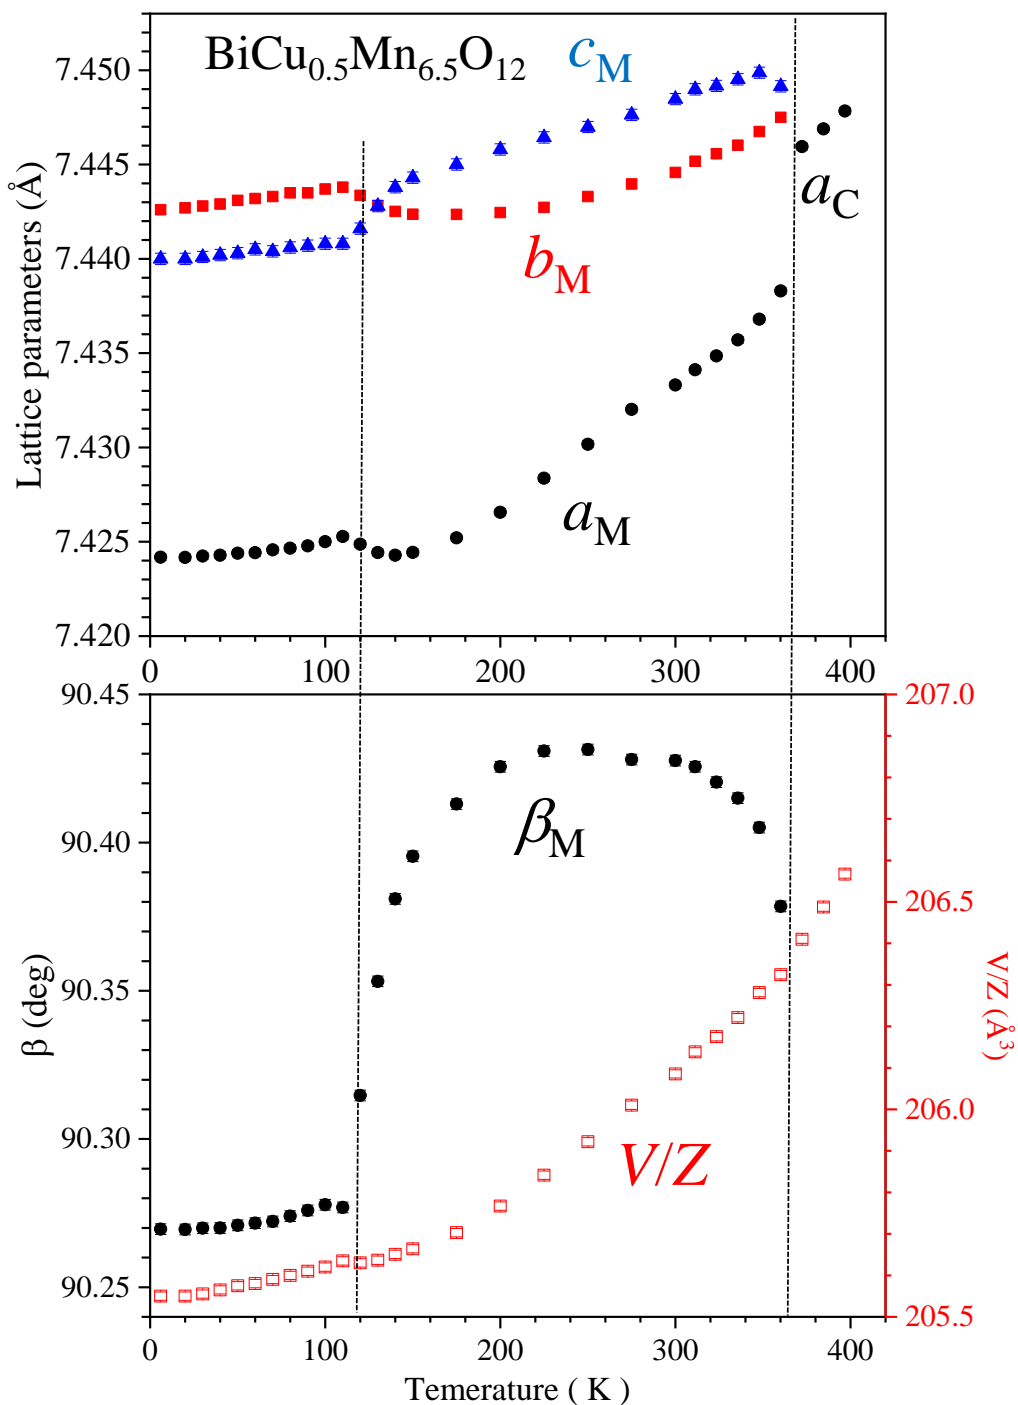 BiCu0.5Mn6.5O12
cM
bM
aM
aC
Lattice parameters (Å)
7.450
7.445
7.440
7.435
7.430
7.425
7.420
0 100 200 300 400
90.45
90.40
90.35
90.30
90.25
β (deg)
βM
V/Z
207.0
206.5
206.0
205.5
V/Z (Å3)
0 100 200 300 400
Temerature ( K )